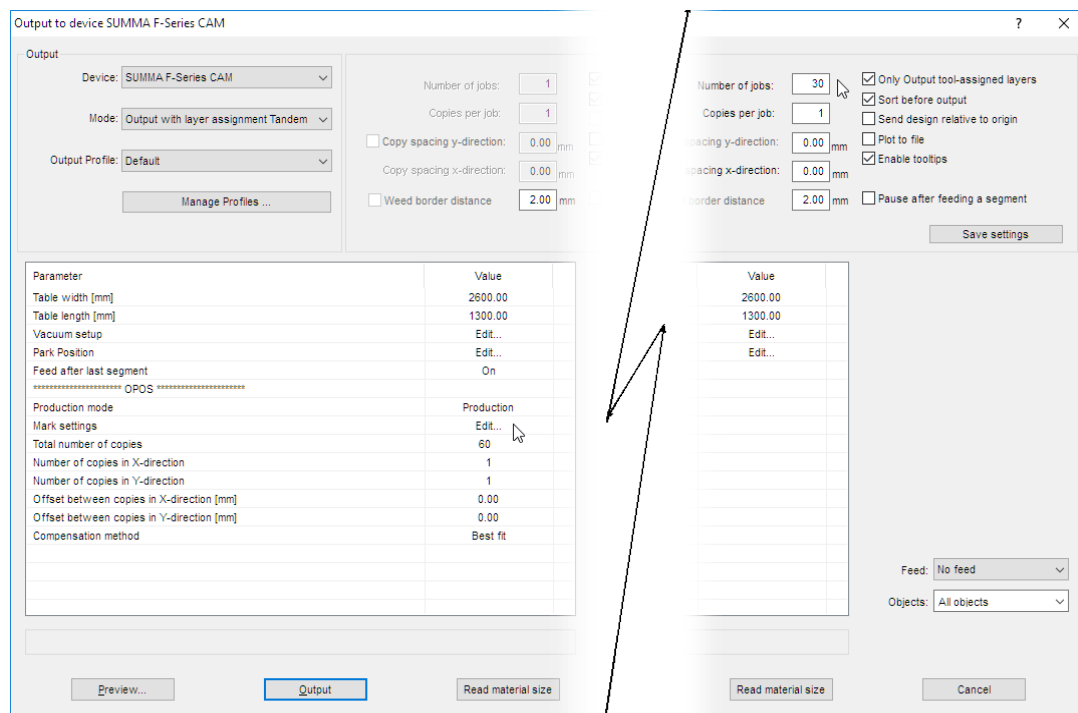 Output to device SUMMA F-Series CAM ? ×
Output
Device: SUMMA F-Series CAM
Mode: Output with layer assignment Tandem
Output Profile: Default
Manage Profiles ...
Number of jobs: 1
Copies per job: 1
Copy spacing y-direction: 0.00 mm
Copy spacing x-direction: 0.00 mm
Weed border distance 2.00 mm
Number of jobs: 30
Copies per job: 1
spacing y-direction: 0.00 mm
spacing x-direction: 0.00 mm
border distance 2.00 mm
Only Output tool-assigned layers
Sort before output
Send design relative to origin
Plot to file
Enable tooltips
Pause after feeding a segment
Save settings
Parameter Value
Table width [mm] 2600.00
Table length [mm] 1300.00
Vacuum setup Edit...
Park Position Edit...
Feed after last segment On
********************** OPOS **********************
Production mode Production
Mark settings Edit...
Total number of copies 60
Number of copies in X-direction 1
Number of copies in Y-direction 1
Offset between copies in X-direction [mm] 0.00
Offset between copies in Y-direction [mm] 0.00
Compensation method Best fit
Value
2600.00
1300.00
Edit...
Edit...
Feed: No feed
Objects: All objects
Preview... Output Read material size Read material size Cancel